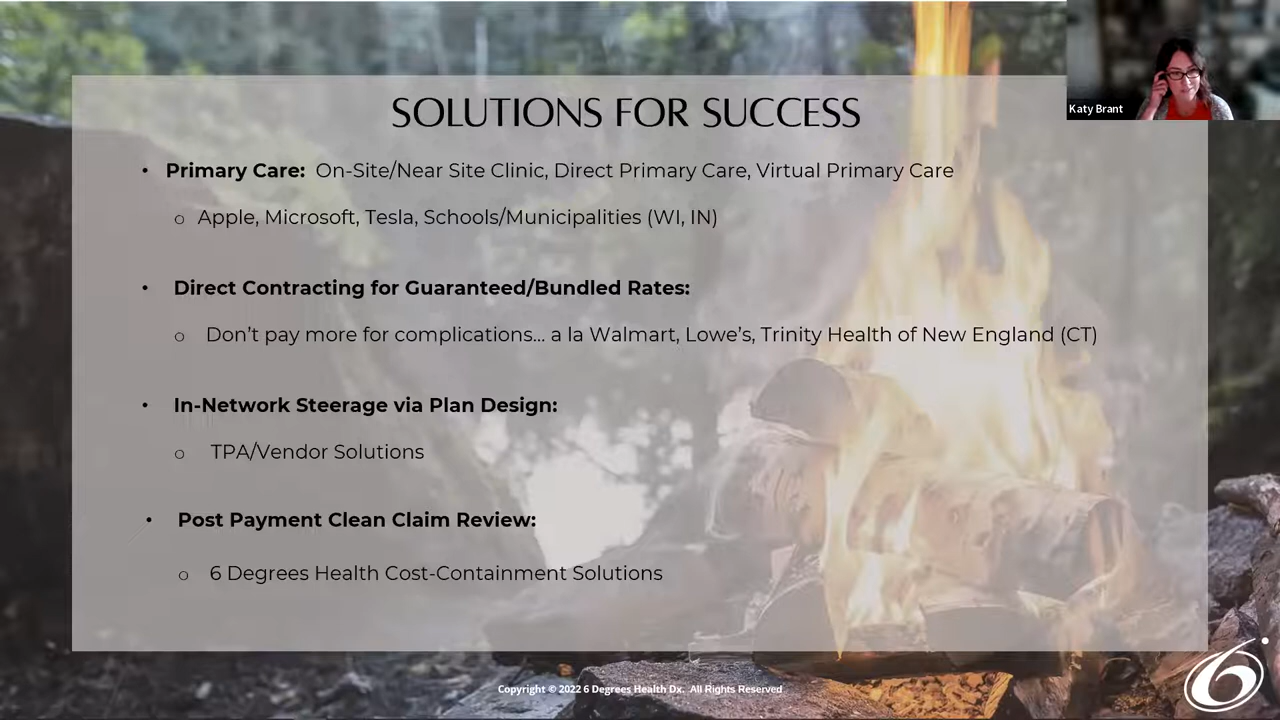 SOLUTIONS FOR SUCCESS
Katy Brant
• Primary Care: On-Site/Near Site Clinic, Direct Primary Care, Virtual Primary Care
o Apple, Microsoft, Tesla, Schools/Municipalities (WI, IN)
• Direct Contracting for Guaranteed/Bundled Rates:
o Don’t pay more for complications... a la Walmart, Lowe’s, Trinity Health of New England (CT)
• In-Network Steerage via Plan Design:
o TPA/Vendor Solutions
• Post Payment Clean Claim Review:
o 6 Degrees Health Cost-Containment Solutions
Copyright © 2022 6 Degrees Health Dx. All Rights Reserved
6